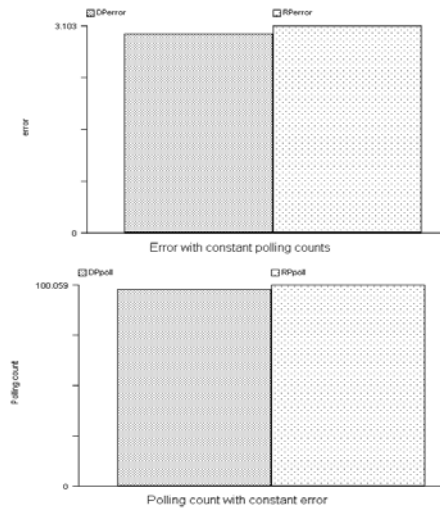 DPerror RPerror
3.103
error
0
Error with constant polling counts
DPpoll RPpoll
100.059
Polling count
0
Polling count with constant error